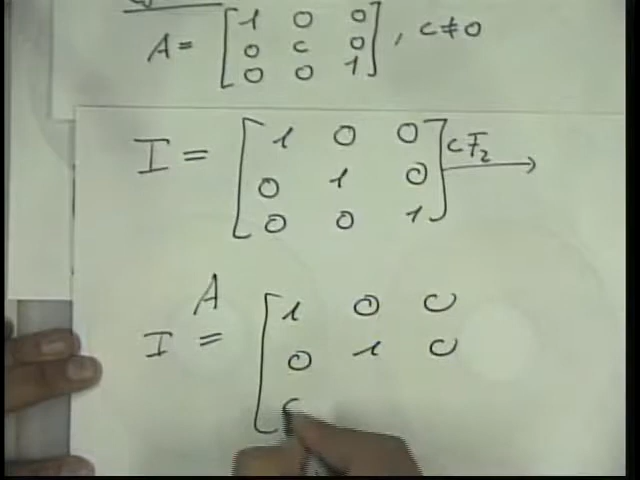 A = [1 0 0
0 c 0
0 0 1] , c≠0
I = [1 0 0
0 1 0
0 0 1] cF₂ →
A
I = [1 0 0
0 1 0
c